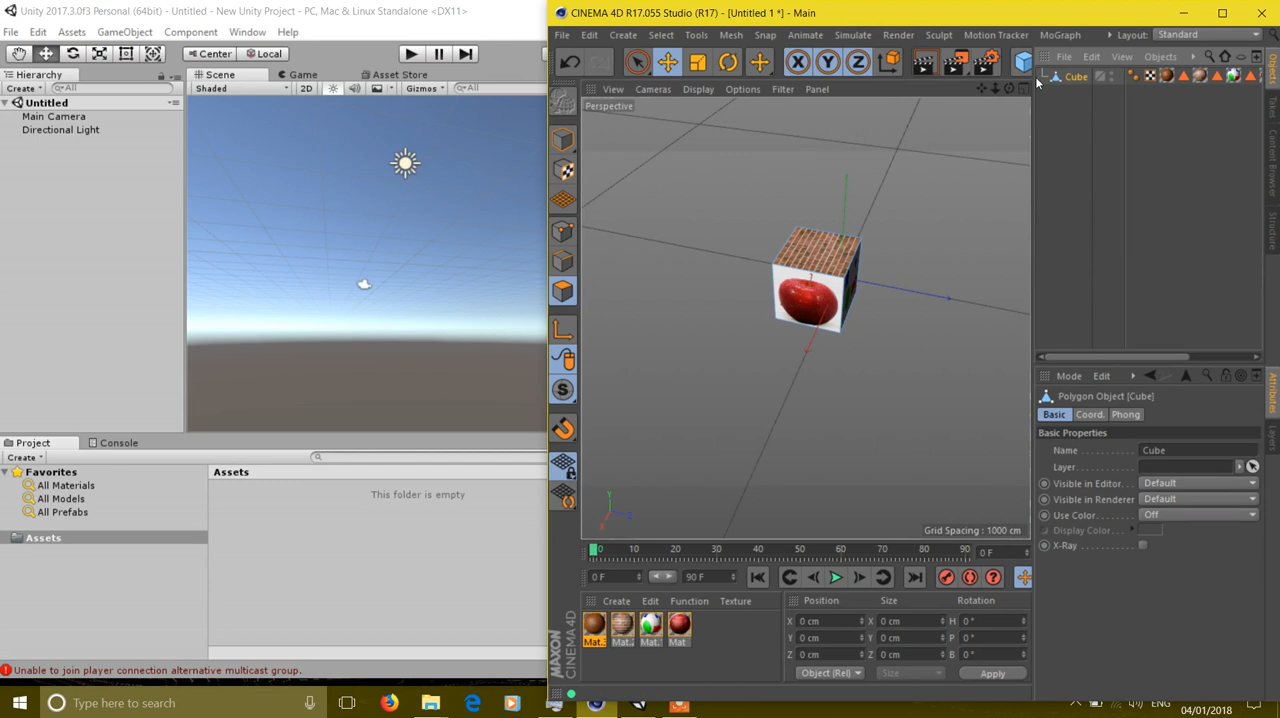 Unity 2017.3.0f3 Personal (64bit) - Untitled - New Unity Project - PC, Mac & Linux Standalone <DX11>
File Edit Assets GameObject Component Window Help
Center Local
Hierarchy
Create All
Untitled
Main Camera
Directional Light
Scene Game Asset Store
Shaded 2D Gizmos All
Project Console
Create
Favorites
All Materials
All Models
All Prefabs
Assets
Assets
This folder is empty
Unable to join player connection alternative multicast group.
CINEMA 4D R17.055 Studio (R17) - [Untitled 1 *] - Main
File Edit Create Select Tools Mesh Snap Animate Simulate Render Sculpt Motion Tracker MoGraph Layout: Standard
X Y Z
View Cameras Display Options Filter Panel
Perspective
Grid Spacing : 1000 cm
Y
X
Z
S
0 10 20 30 40 50 60 70 80 90 0 F
0 F 90 F
Create Edit Function Texture
Mat Mat. Mat. Mat
MAXON
CINEMA 4D
Position Size Rotation
X 0 cm X 0 cm H 0 °
Y 0 cm Y 0 cm P 0 °
Z 0 cm Z 0 cm B 0 °
Object (Rel) Size Apply
File Edit View Objects
Cube
Objects
Takes
Content Browser
Structure
Mode Edit
Polygon Object [Cube]
Basic Coord. Phong
Basic Properties
Name Cube
Layer
Visible in Editor Default
Visible in Renderer Default
Use Color Off
Display Color
X-Ray
Attributes
Layers
Type here to search
ENG
04/01/2018